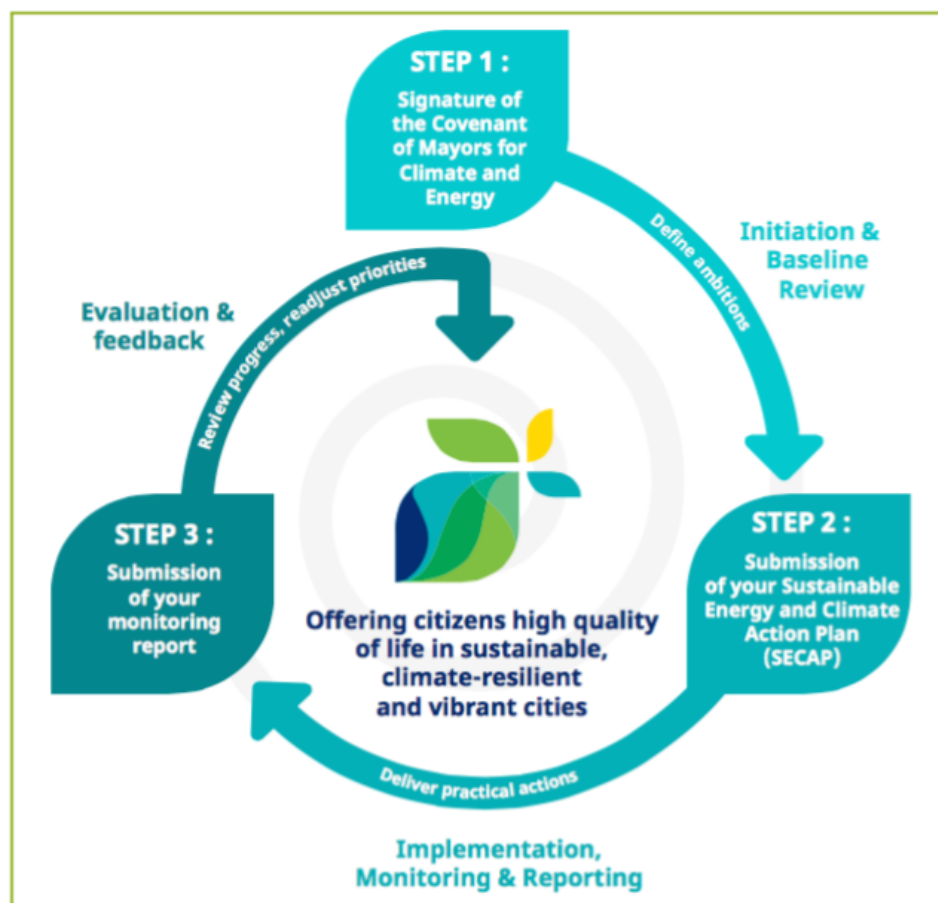 STEP 1 :
Signature of
the Covenant
of Mayors for
Climate and
Energy
Define ambitions
Initiation &
Baseline
Review
STEP 2 :
Submission
of your Sustainable
Energy and Climate
Action Plan
(SECAP)
Deliver practical actions
Implementation,
Monitoring & Reporting
STEP 3 :
Submission
of your
monitoring
report
Review progress, readjust priorities
Evaluation &
feedback
Offering citizens high quality
of life in sustainable,
climate-resilient
and vibrant cities